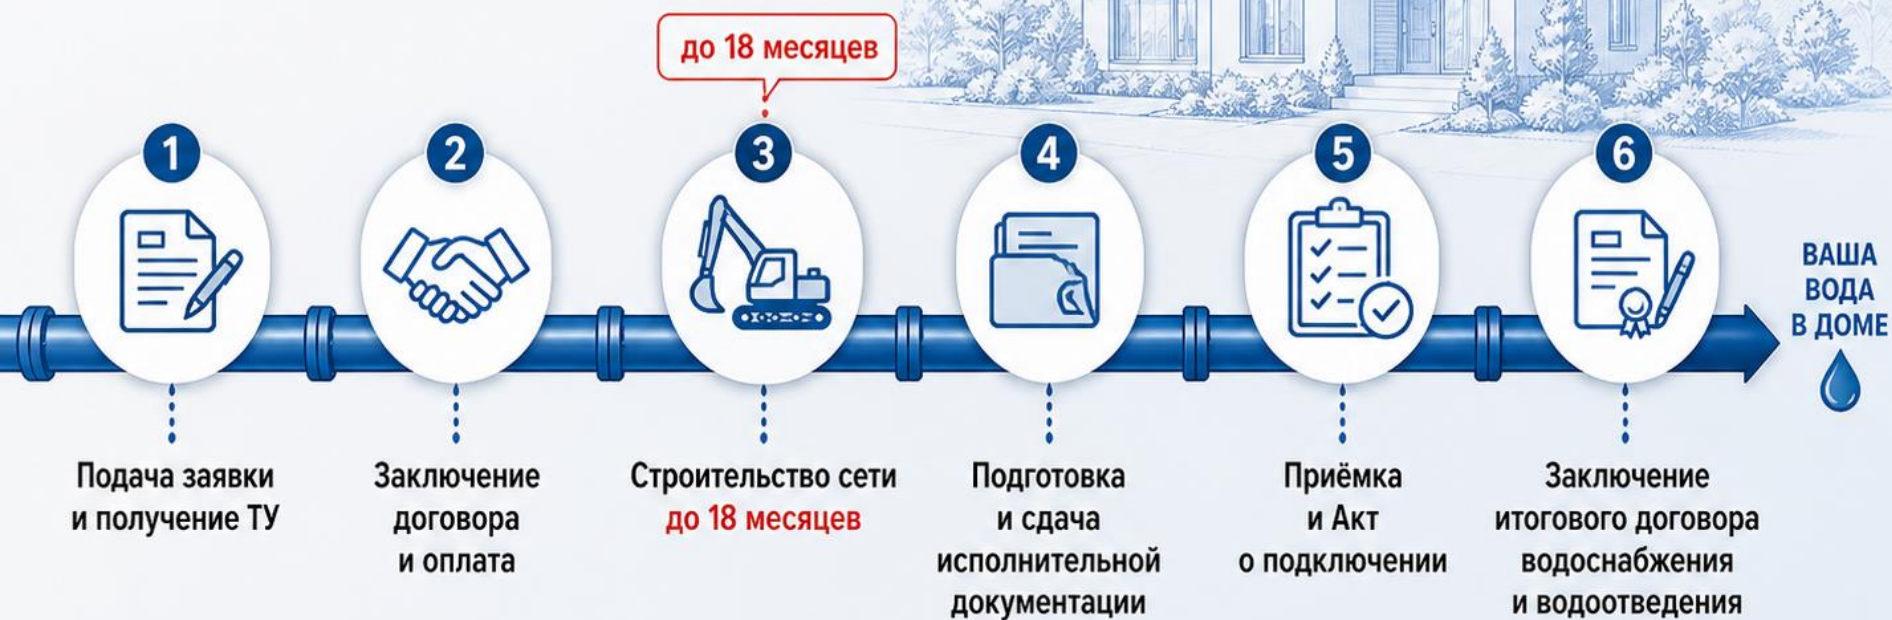 до 18 месяцев
1
2
3
4
5
6
ВАША
ВОДА
В ДОМЕ
Подача заявки
и получение ТУ
Заключение
договора
и оплата
Строительство сети
до 18 месяцев
Подготовка
и сдача
исполнительной
документации
Приёмка
и Акт
о подключении
Заключение
итогового договора
водоснабжения
и водоотведения